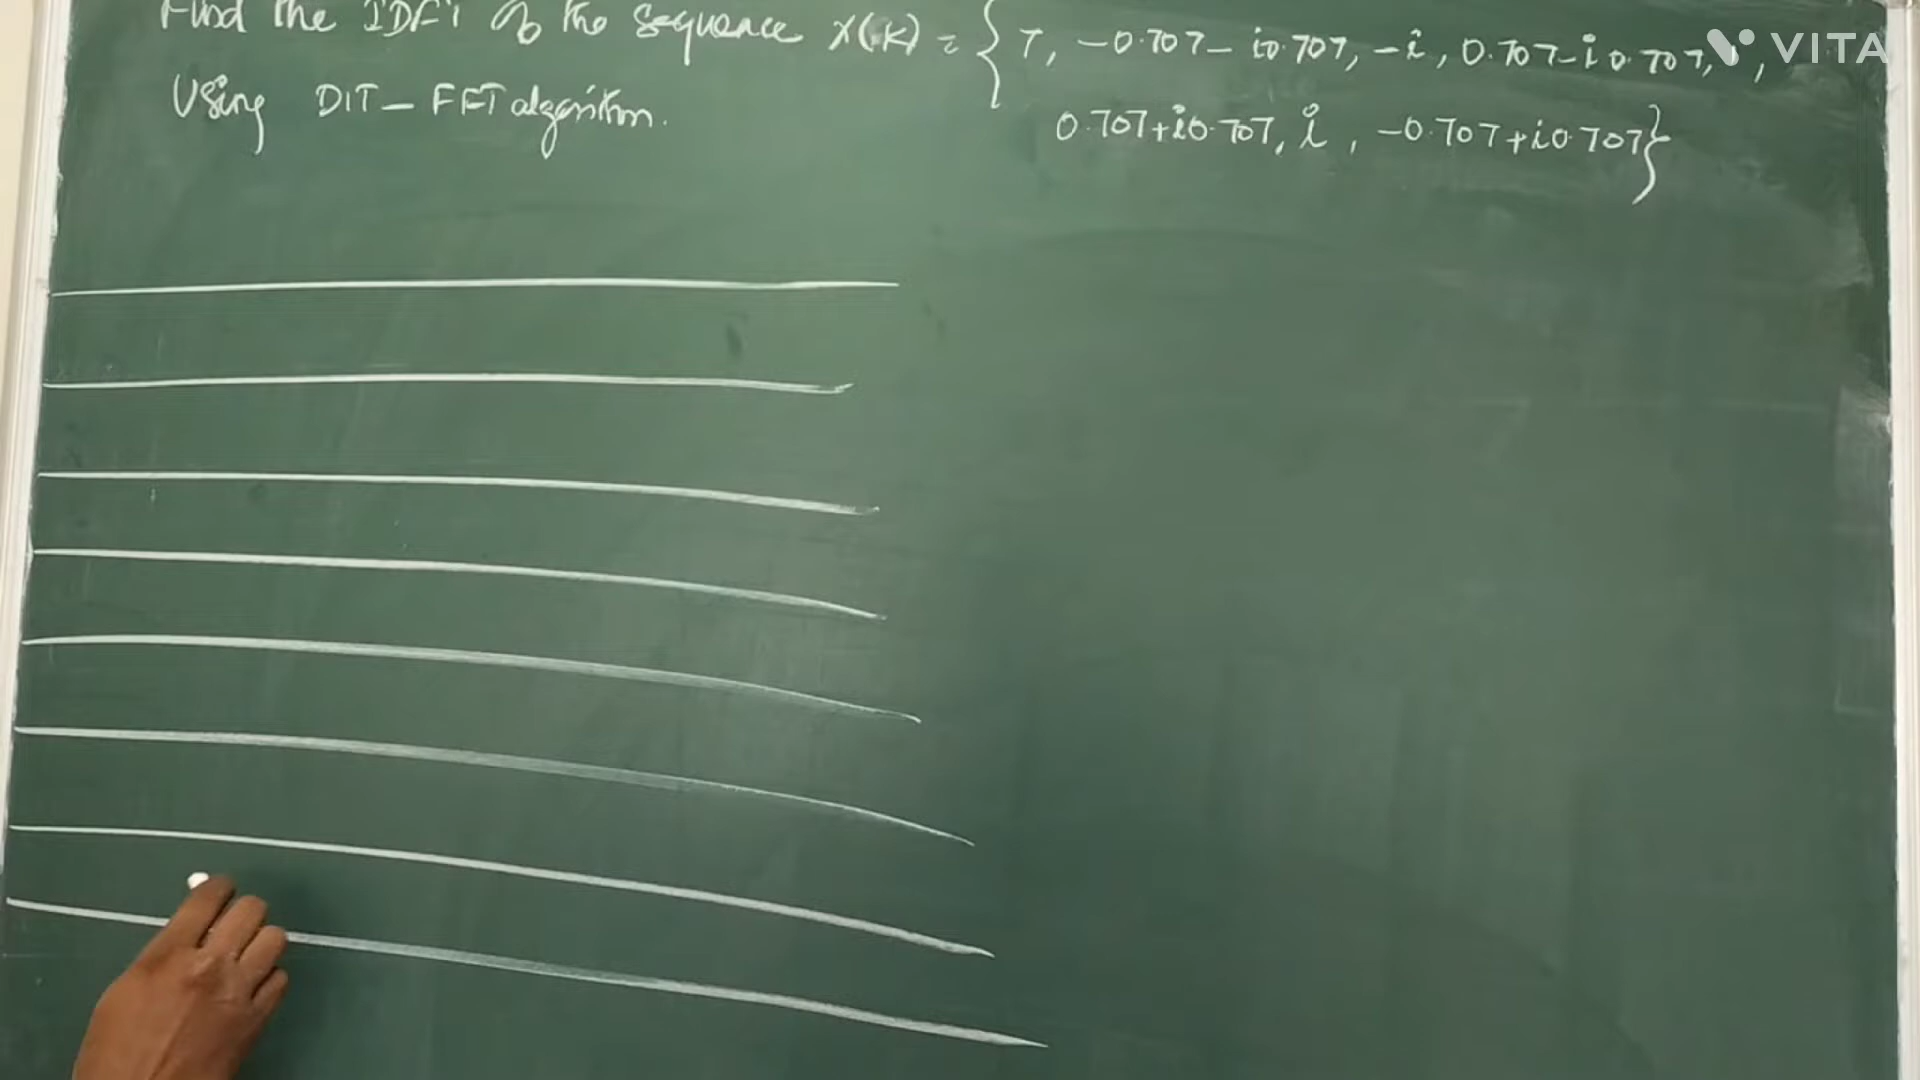 Find the IDFT of the sequence X(K) = { 7, -0.707 - i0.707, -i, 0.707-i0.707, 1,
Using DIT-FFT algorithm. 0.707+i0.707, i, -0.707+i0.707}
VITA